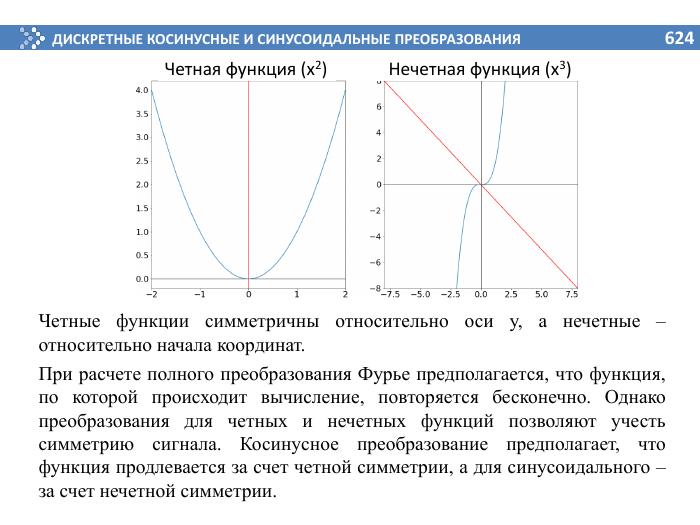 ДИСКРЕТНЫЕ КОСИНУСНЫЕ И СИНУСОИДАЛЬНЫЕ ПРЕОБРАЗОВАНИЯ 624
Четная функция (x²) Нечетная функция (x³)
4.0
3.5
3.0
2.5
2.0
1.5
1.0
0.5
0.0
−2 −1 0 1 2
8
6
4
2
0
−2
−4
−6
−8
−7.5 −5.0 −2.5 0.0 2.5 5.0 7.5
Четные функции симметричны относительно оси y, а нечетные –
относительно начала координат.
При расчете полного преобразования Фурье предполагается, что функция,
по которой происходит вычисление, повторяется бесконечно. Однако
преобразования для четных и нечетных функций позволяют учесть
симметрию сигнала. Косинусное преобразование предполагает, что
функция продлевается за счет четной симметрии, а для синусоидального –
за счет нечетной симметрии.